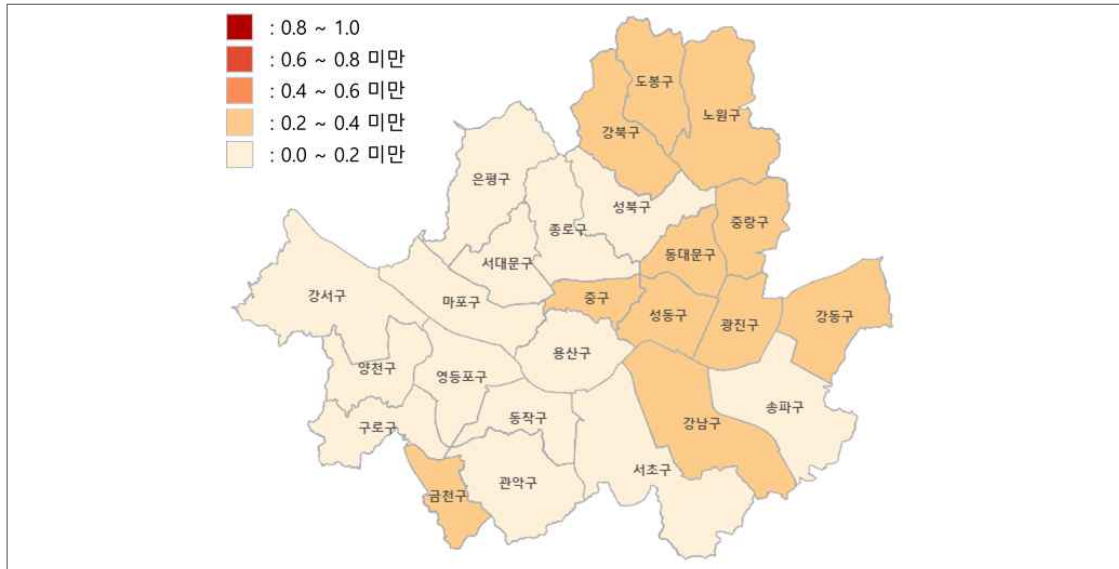 : 0.8 ~ 1.0
: 0.6 ~ 0.8 미만
: 0.4 ~ 0.6 미만
: 0.2 ~ 0.4 미만
: 0.0 ~ 0.2 미만
도봉구
노원구
강북구
은평구
성북구
종로구
중랑구
서대문구
동대문구
강서구
마포구
중구
성동구
광진구
강동구
용산구
양천구
영등포구
송파구
동작구
강남구
구로구
서초구
관악구
금천구